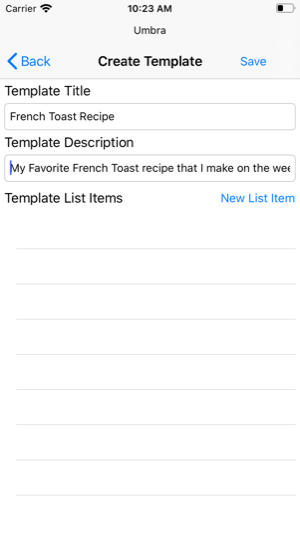 Carrier 10:23 AM
Umbra
Back Create Template Save
Template Title
French Toast Recipe
Template Description
My Favorite French Toast recipe that I make on the wee
Template List Items New List Item